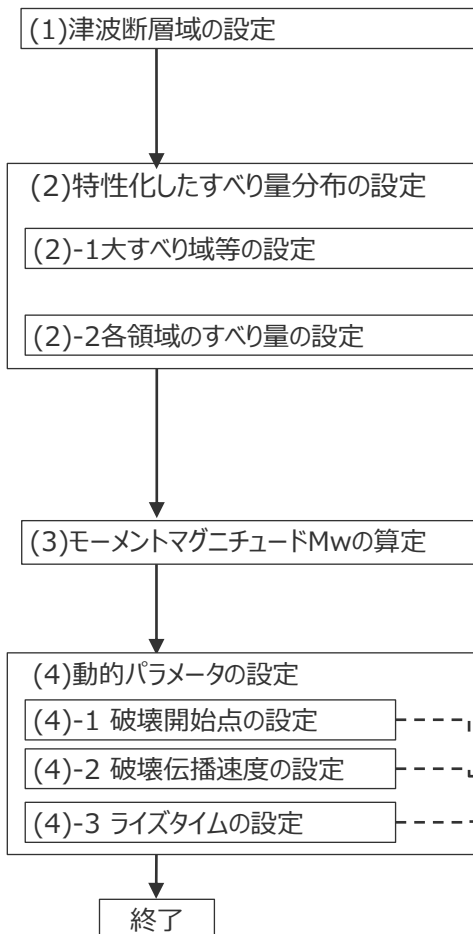 (1)津波断層域の設定
(2)特性化したすべり量分布の設定
(2)-1大すべり域等の設定
(2)-2各領域のすべり量の設定
(3)モーメントマグニチュードMwの算定
(4)動的パラメータの設定
(4)-1 破壊開始点の設定
(4)-2 破壊伝播速度の設定
(4)-3 ライズタイムの設定
終了